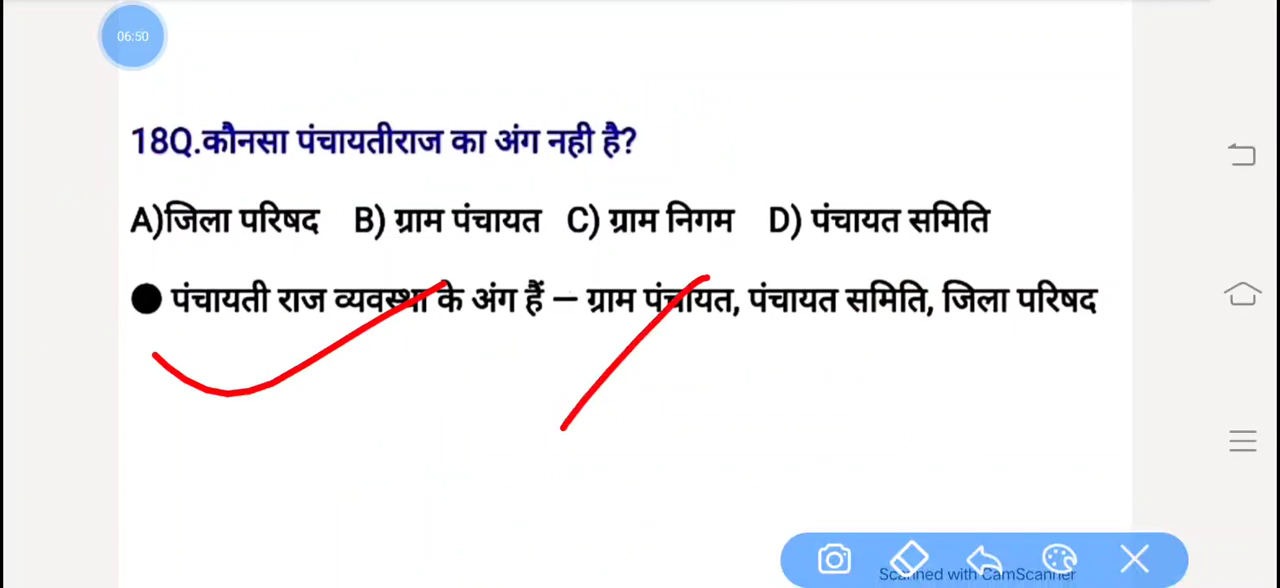 06:50
18Q.कौनसा पंचायतीराज का अंग नही है?
A)जिला परिषद B) ग्राम पंचायत C) ग्राम निगम D) पंचायत समिति
● पंचायती राज व्यवस्था के अंग हैं – ग्राम पंचायत, पंचायत समिति, जिला परिषद
Scanned with CamScanner